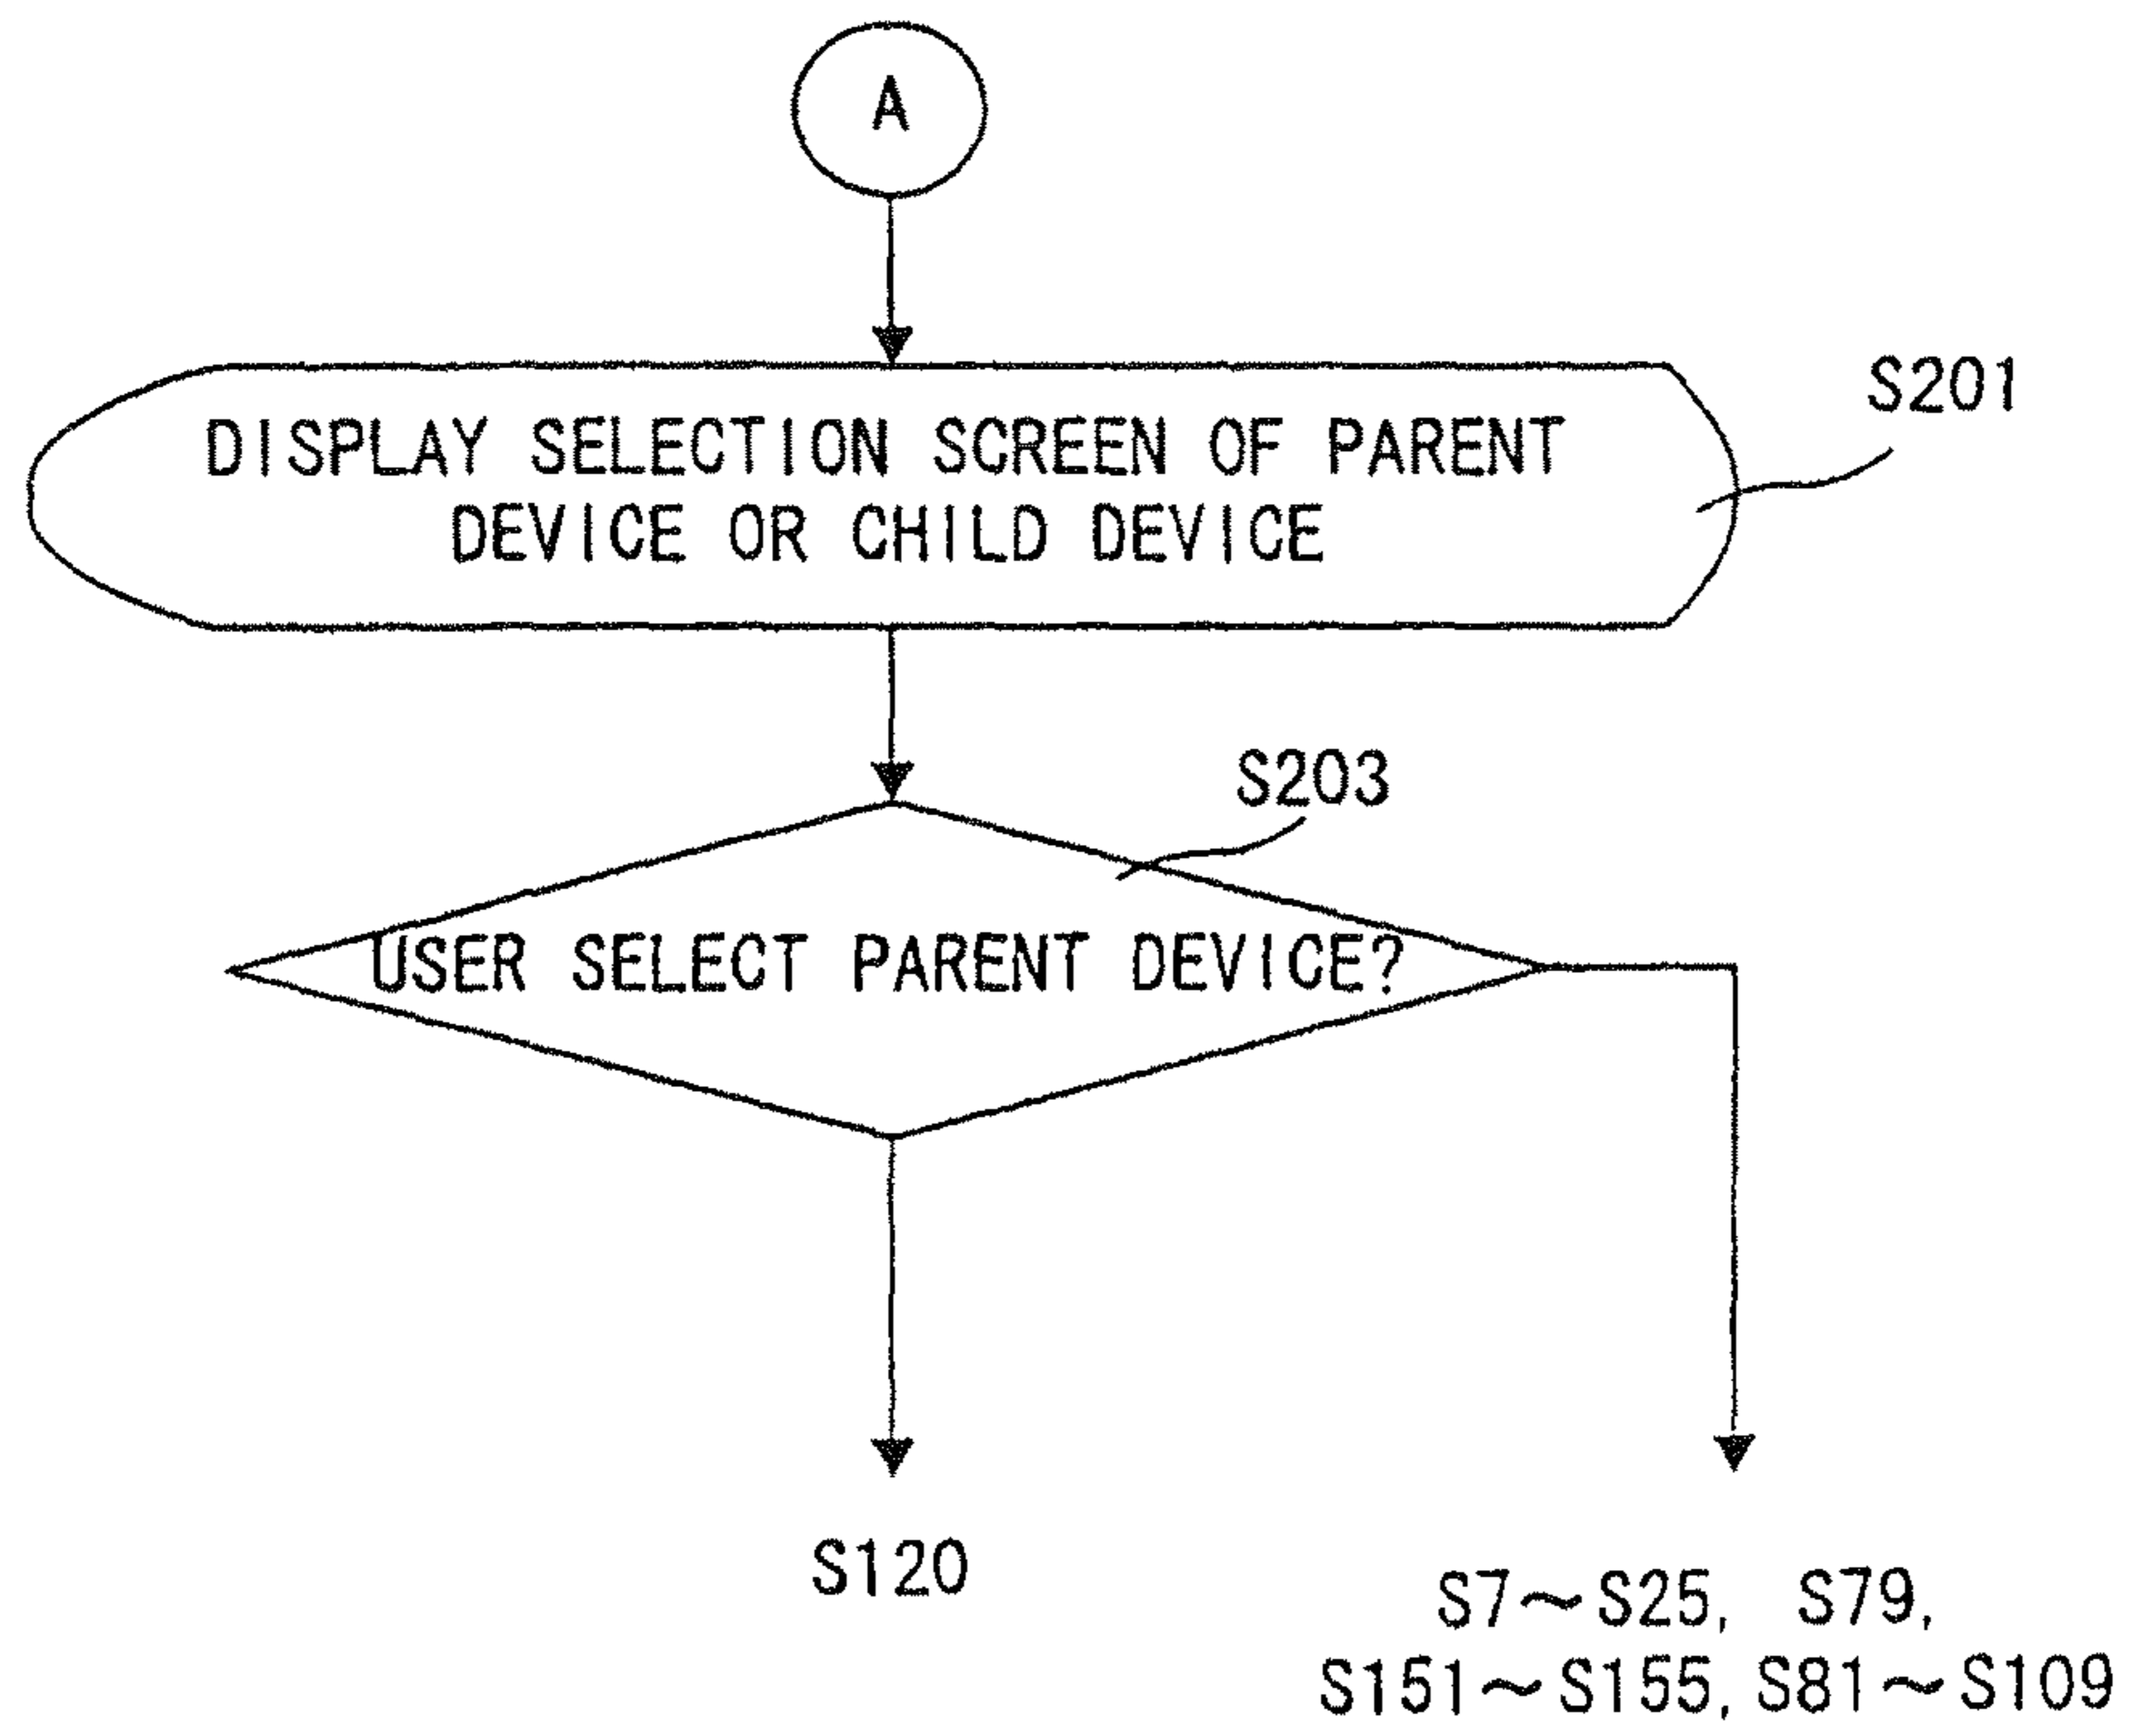 A
S201
DISPLAY SELECTION SCREEN OF PARENT
DEVICE OR CHILD DEVICE
S203
USER SELECT PARENT DEVICE?
S120
S7~S25, S79,
S151~S155, S81~S109